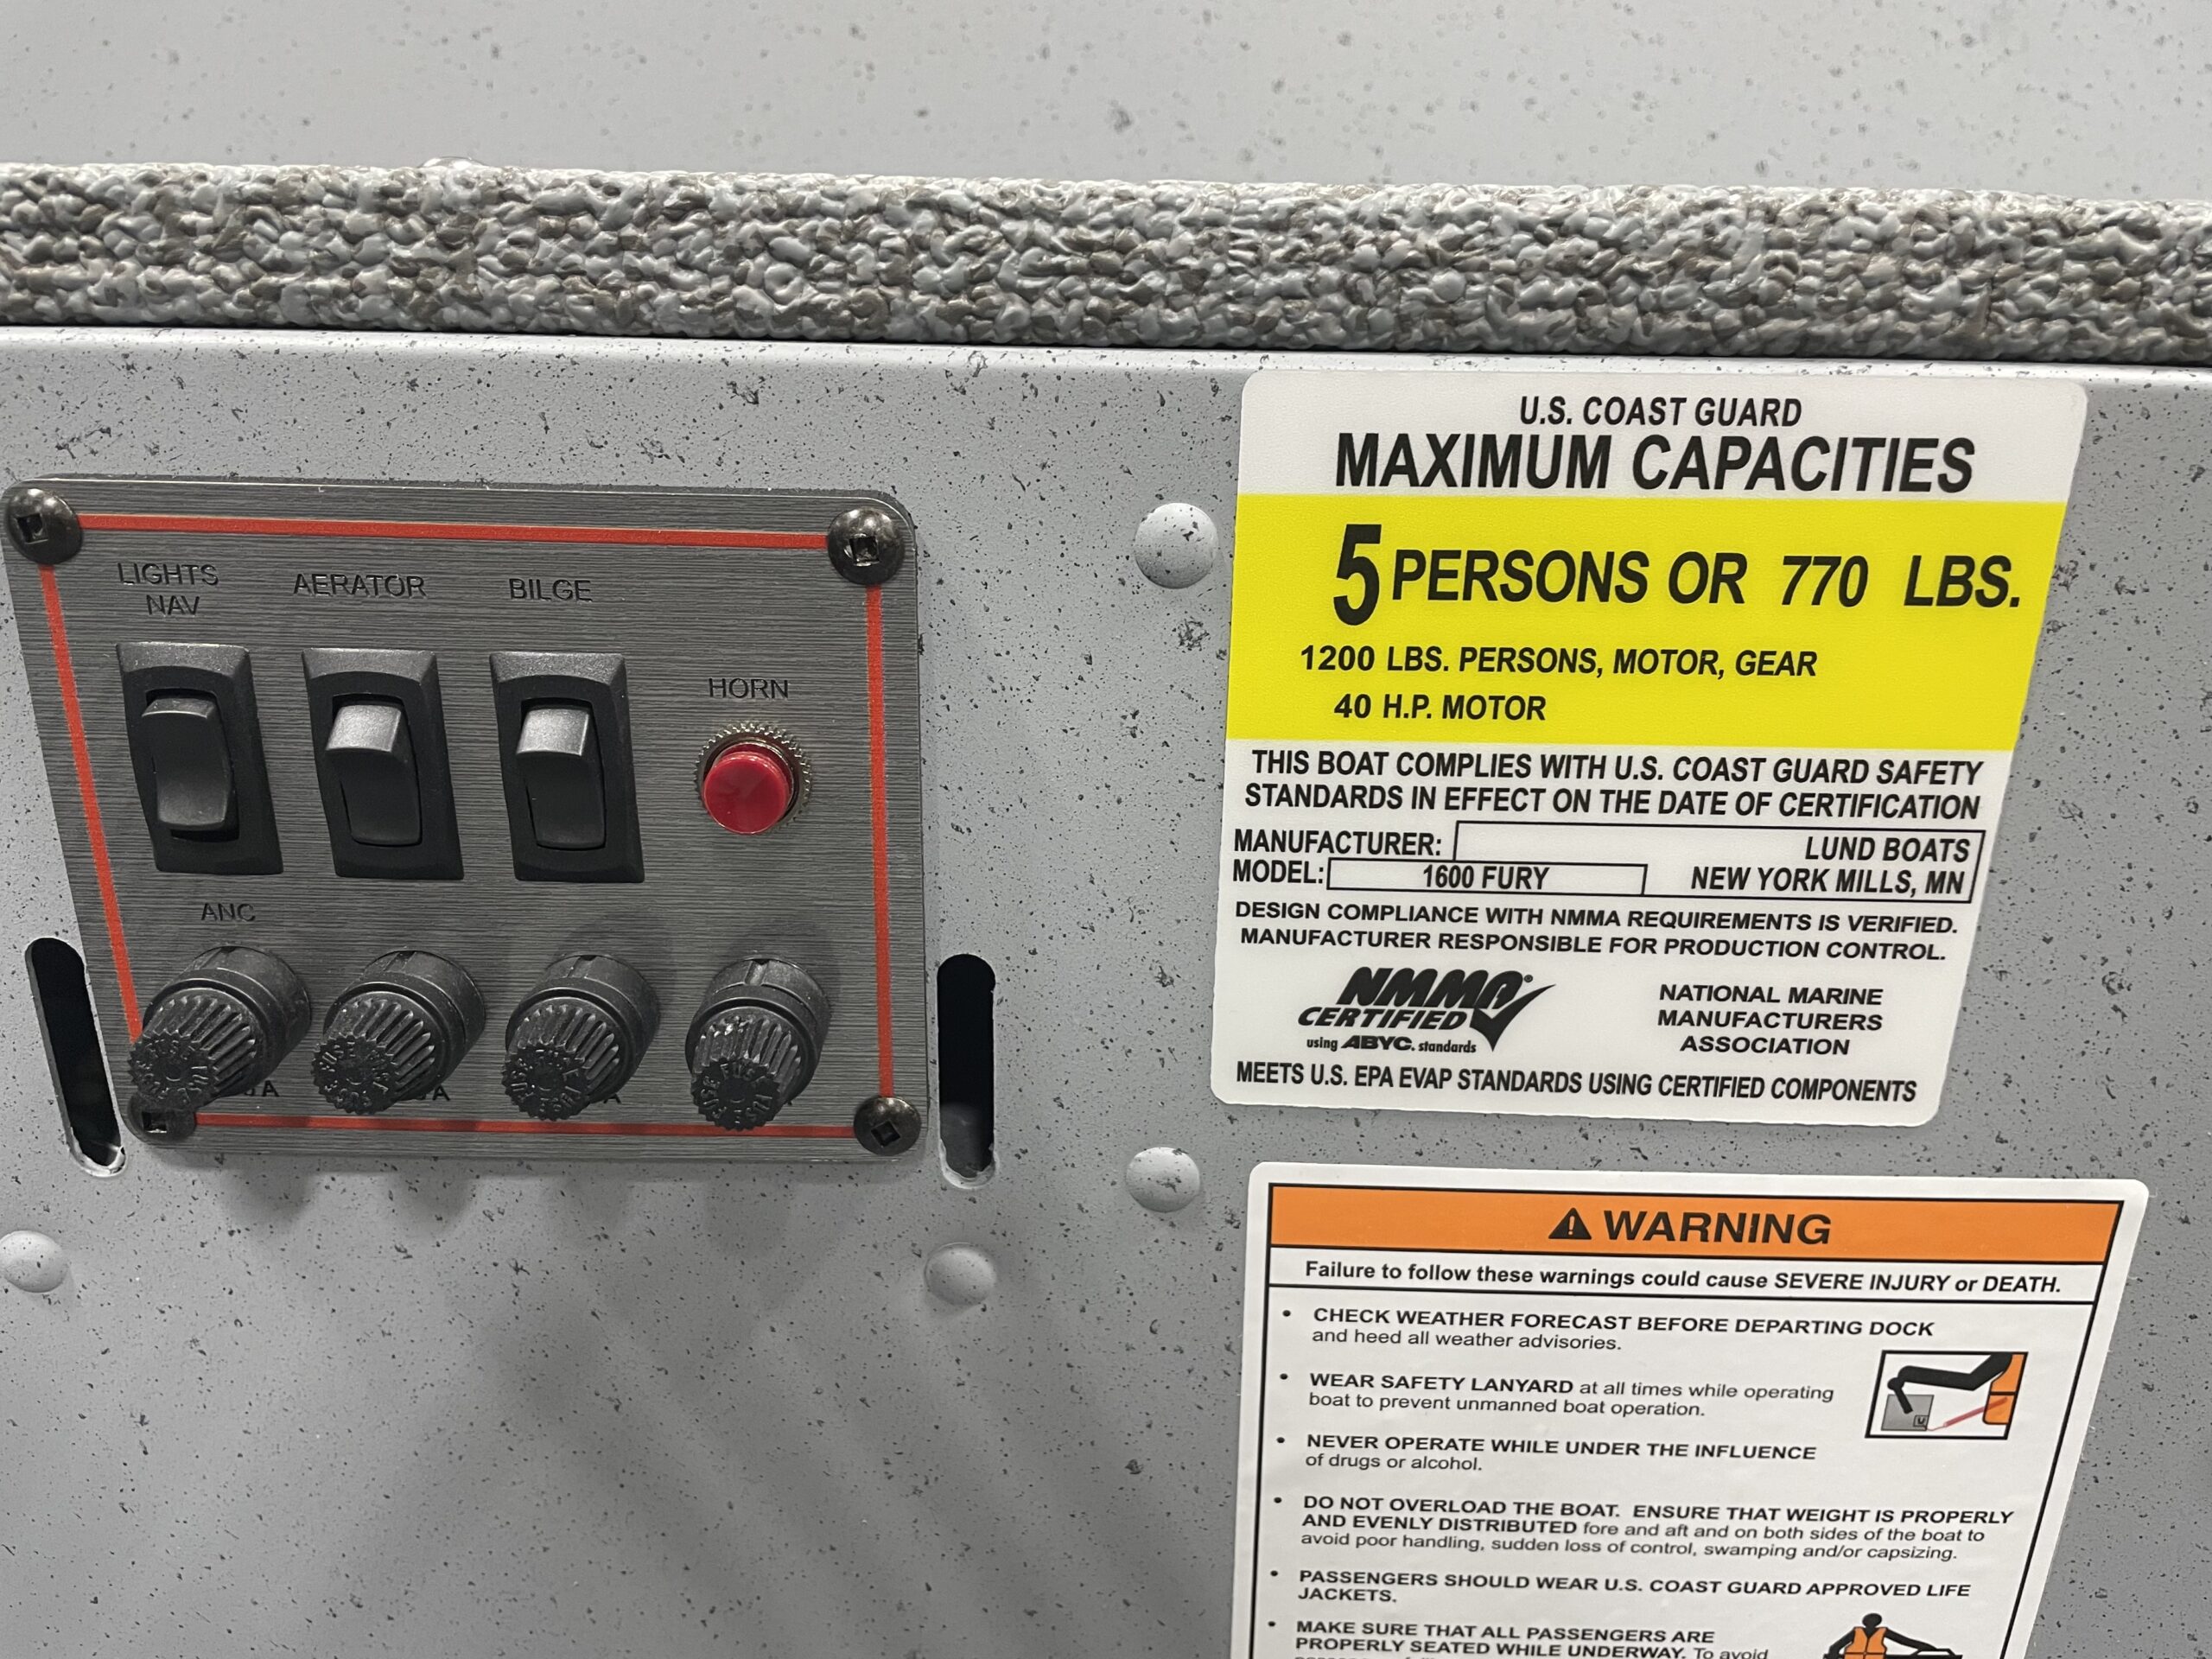 LIGHTS
NAV
AERATOR
BILGE
HORN
ANC
A
A
A
FUSE
U.S. COAST GUARD
MAXIMUM CAPACITIES
5 PERSONS OR 770 LBS.
1200 LBS. PERSONS, MOTOR, GEAR
40 H.P. MOTOR
THIS BOAT COMPLIES WITH U.S. COAST GUARD SAFETY
STANDARDS IN EFFECT ON THE DATE OF CERTIFICATION
MANUFACTURER: LUND BOATS
MODEL: 1600 FURY NEW YORK MILLS, MN
DESIGN COMPLIANCE WITH NMMA REQUIREMENTS IS VERIFIED.
MANUFACTURER RESPONSIBLE FOR PRODUCTION CONTROL.
NMMA®
CERTIFIED
using ABYC. standards
NATIONAL MARINE
MANUFACTURERS
ASSOCIATION
MEETS U.S. EPA EVAP STANDARDS USING CERTIFIED COMPONENTS
WARNING
Failure to follow these warnings could cause SEVERE INJURY or DEATH.
• CHECK WEATHER FORECAST BEFORE DEPARTING DOCK
and heed all weather advisories.
• WEAR SAFETY LANYARD at all times while operating
boat to prevent unmanned boat operation.
• NEVER OPERATE WHILE UNDER THE INFLUENCE
of drugs or alcohol.
• DO NOT OVERLOAD THE BOAT. ENSURE THAT WEIGHT IS PROPERLY
AND EVENLY DISTRIBUTED fore and aft and on both sides of the boat to
avoid poor handling, sudden loss of control, swamping and/or capsizing.
• PASSENGERS SHOULD WEAR U.S. COAST GUARD APPROVED LIFE
JACKETS.
• MAKE SURE THAT ALL PASSENGERS ARE
PROPERLY SEATED WHILE UNDERWAY. To avoid